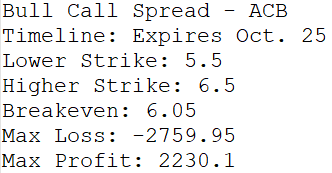 Bull Call Spread - ACB
Timeline: Expires Oct. 25
Lower Strike: 5.5
Higher Strike: 6.5
Breakeven: 6.05
Max Loss: -2759.95
Max Profit: 2230.1